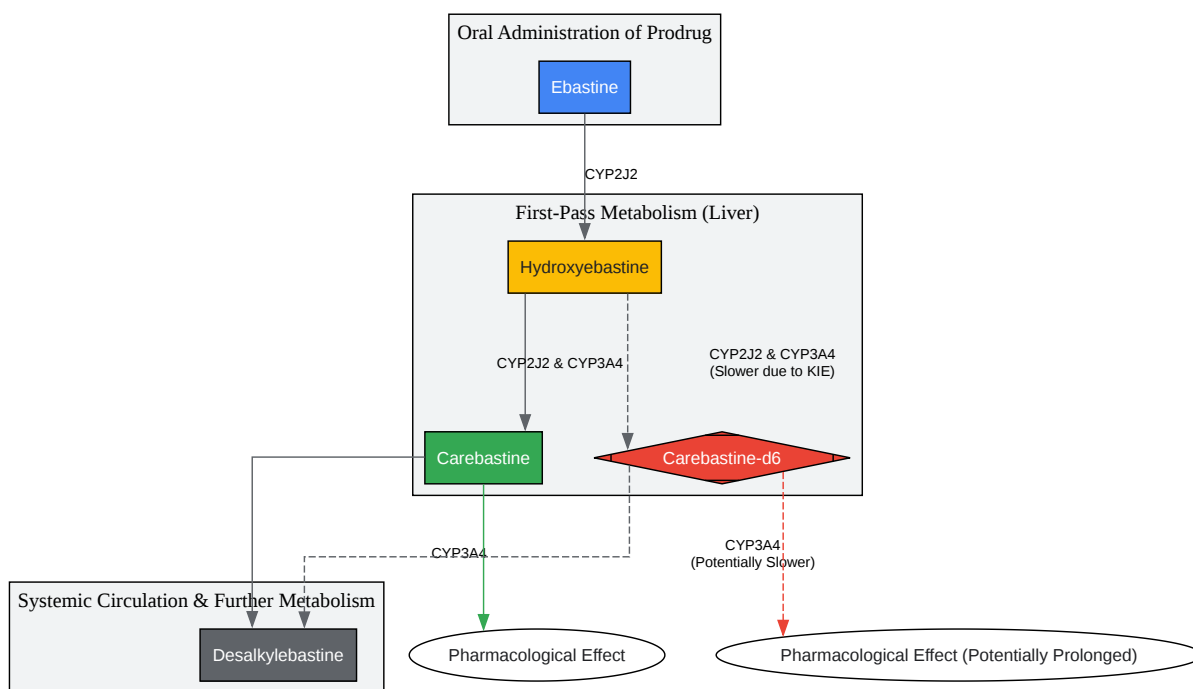 Oral Administration of Prodrug
Ebastine
CYP2J2
First-Pass Metabolism (Liver)
Hydroxyebastine
CYP2J2 & CYP3A4
CYP2J2 & CYP3A4
(Slower due to KIE)
Carebastine
Carebastine-d6
CYP3A4
CYP3A4
(Potentially Slower)
Systemic Circulation & Further Metabolism
Desalkylebastine
Pharmacological Effect
Pharmacological Effect (Potentially Prolonged)